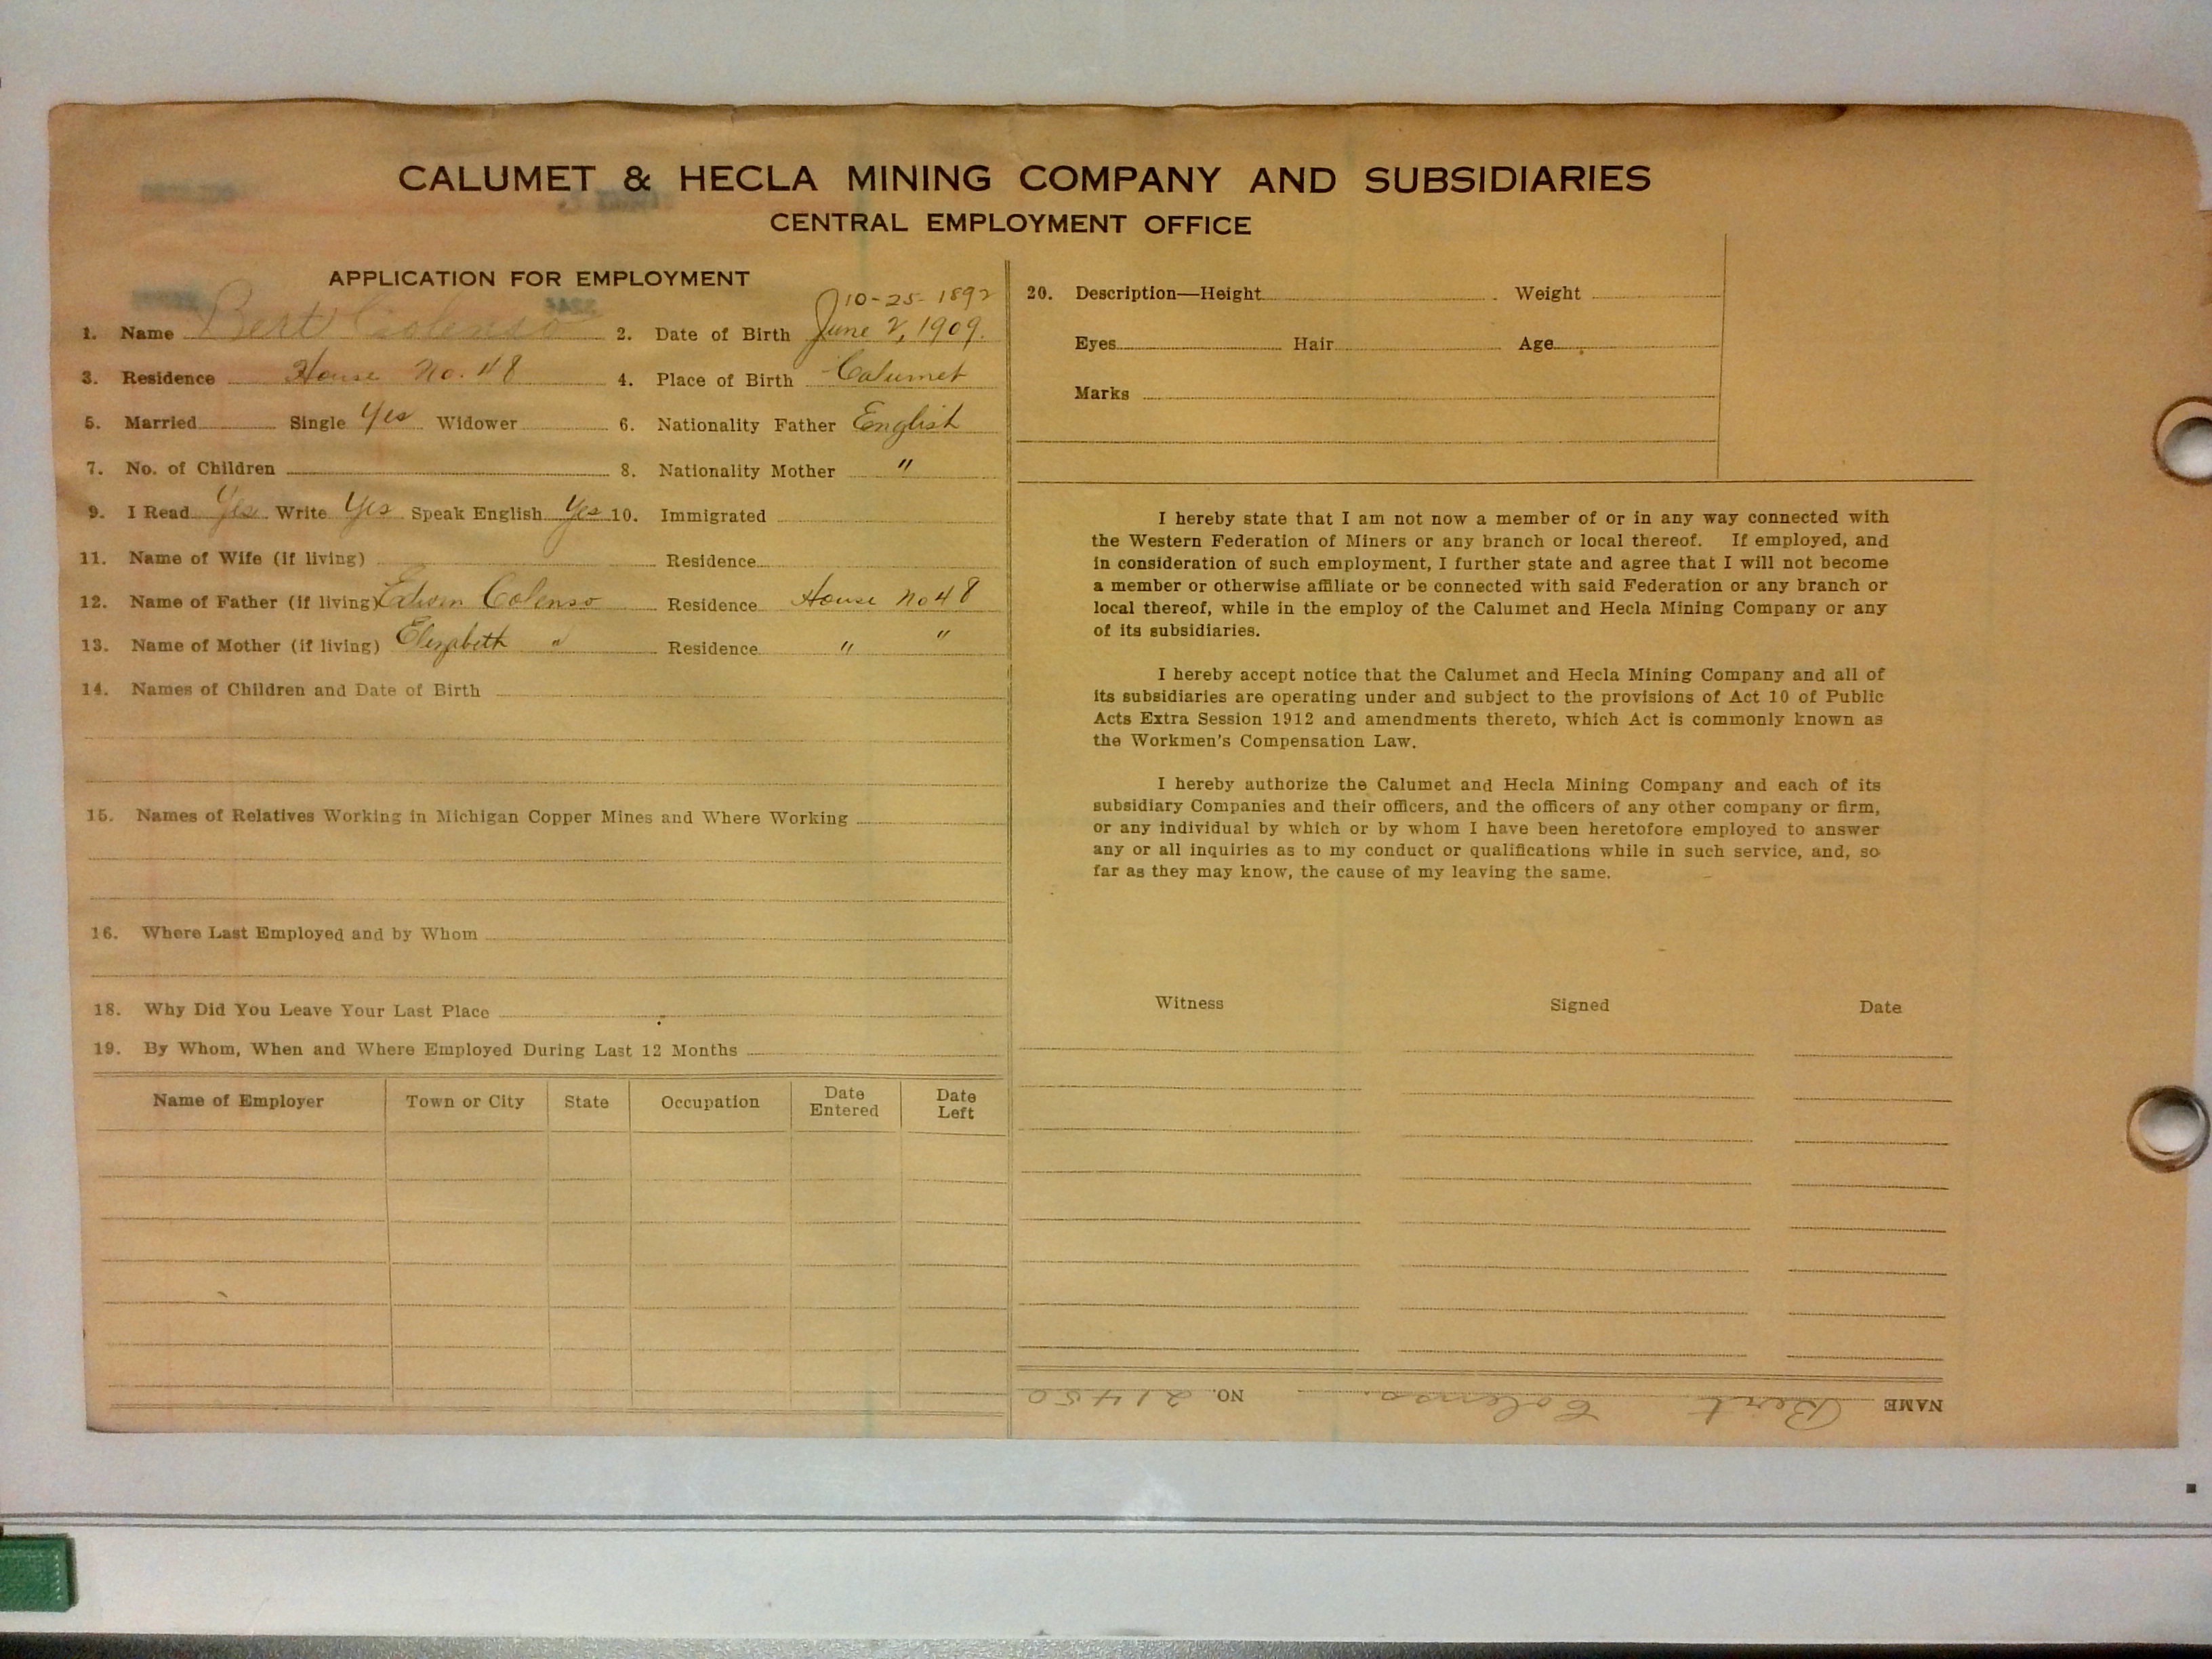 CALUMET & HECLA MINING COMPANY AND SUBSIDIARIES
CENTRAL EMPLOYMENT OFFICE
APPLICATION FOR EMPLOYMENT
10-25-1892
1. Name Bert Colenso 2. Date of Birth June 2, 1909.
3. Residence House No. 48 4. Place of Birth Calumet
5. Married Single Yes Widower 6. Nationality Father English
7. No. of Children 8. Nationality Mother "
9. I Read Yes Write Yes Speak English Yes 10. Immigrated
11. Name of Wife (if living) Residence
12. Name of Father (if living) Colenso Residence House No 48
13. Name of Mother (if living) Elizabeth " Residence " "
14. Names of Children and Date of Birth
15. Names of Relatives Working in Michigan Copper Mines and Where Working
16. Where Last Employed and by Whom
18. Why Did You Leave Your Last Place
19. By Whom, When and Where Employed During Last 12 Months
Name of Employer Town or City State Occupation Date Entered Date Left
20. Description—Height Weight
Eyes Hair Age
Marks
I hereby state that I am not now a member of or in any way connected with
the Western Federation of Miners or any branch or local thereof. If employed, and
in consideration of such employment, I further state and agree that I will not become
a member or otherwise affiliate or be connected with said Federation or any branch or
local thereof, while in the employ of the Calumet and Hecla Mining Company or any
of its subsidiaries.
I hereby accept notice that the Calumet and Hecla Mining Company and all of
its subsidiaries are operating under and subject to the provisions of Act 10 of Public
Acts Extra Session 1912 and amendments thereto, which Act is commonly known as
the Workmen's Compensation Law.
I hereby authorize the Calumet and Hecla Mining Company and each of its
subsidiary Companies and their officers, and the officers of any other company or firm,
or any individual by which or by whom I have been heretofore employed to answer
any or all inquiries as to my conduct or qualifications while in such service, and, so
far as they may know, the cause of my leaving the same.
Witness Signed Date
NAME Bert Colenso. NO. 21450